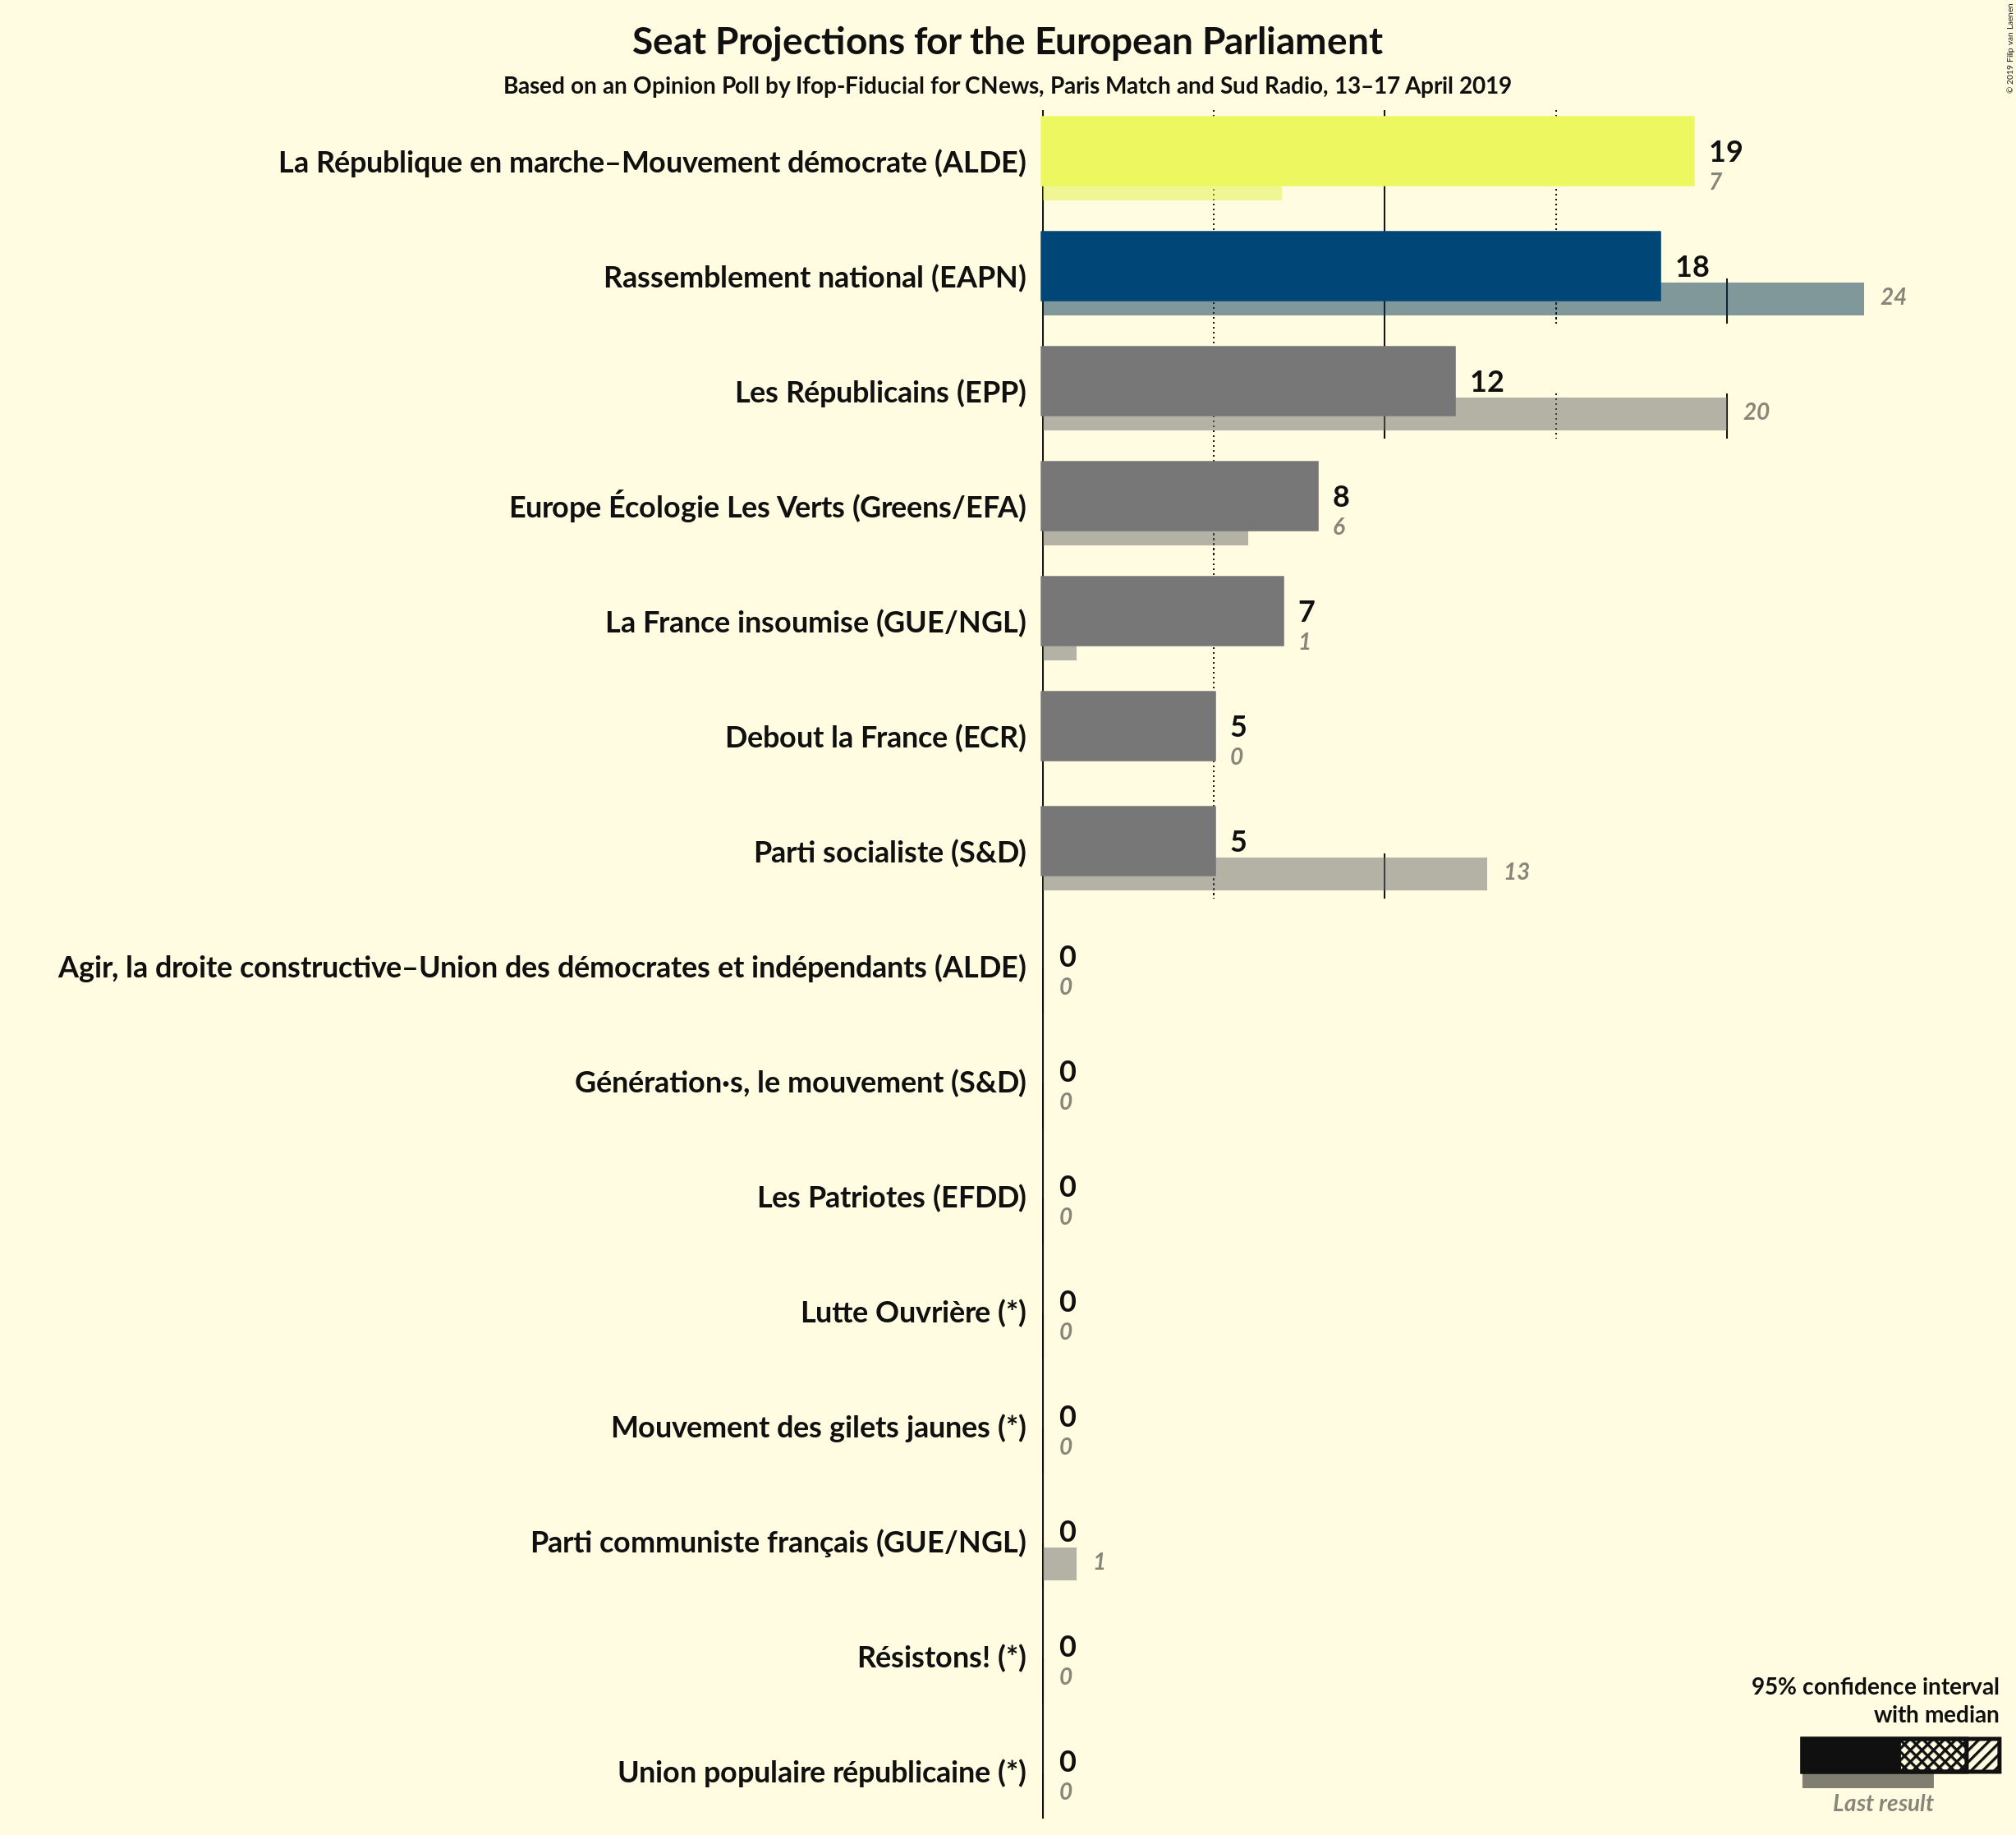 Seat Projections for the European Parliament
Based on an Opinion Poll by Ifop-Fiducial for CNews, Paris Match and Sud Radio, 13–17 April 2019
© 2019 Filip van Laenen
La République en marche–Mouvement démocrate (ALDE)
19
7
Rassemblement national (EAPN)
18
24
Les Républicains (EPP)
12
20
Europe Écologie Les Verts (Greens/EFA)
8
6
La France insoumise (GUE/NGL)
7
1
Debout la France (ECR)
5
0
Parti socialiste (S&D)
5
13
Agir, la droite constructive–Union des démocrates et indépendants (ALDE)
0
0
Génération·s, le mouvement (S&D)
0
0
Les Patriotes (EFDD)
0
0
Lutte Ouvrière (*)
0
0
Mouvement des gilets jaunes (*)
0
0
Parti communiste français (GUE/NGL)
0
1
Résistons! (*)
0
0
Union populaire républicaine (*)
0
0
95% confidence interval
with median
Last result